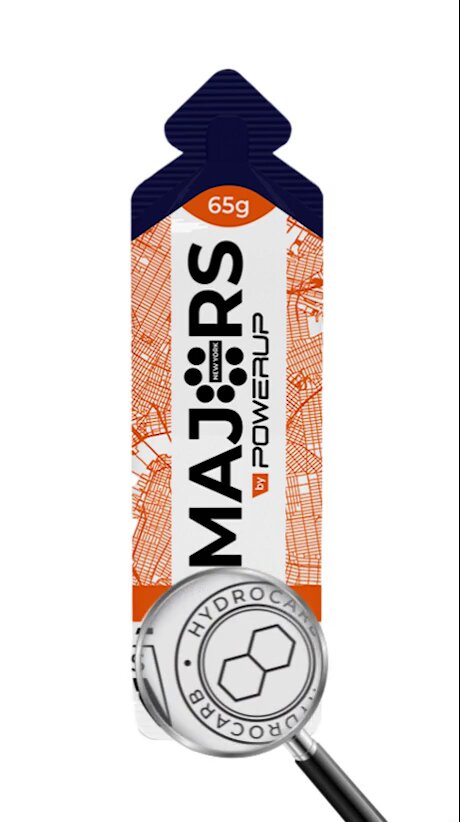 65g
MAJORS
NEW YORK
by POWERUP
HYDROCARB
HYDROCARB